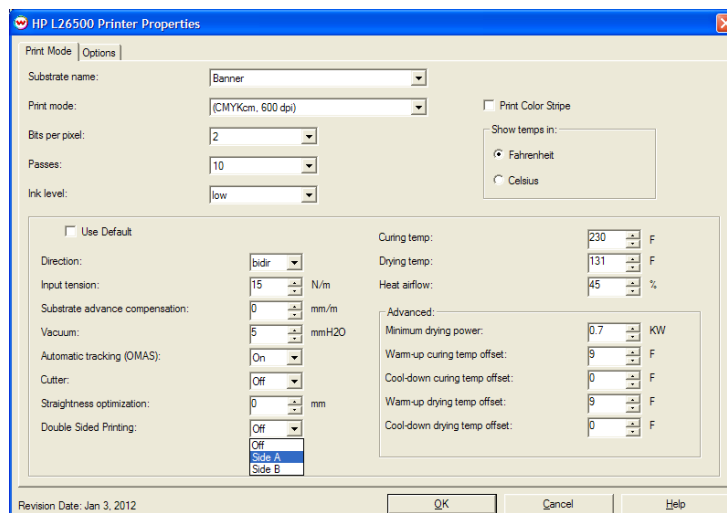 HP L26500 Printer Properties
Print Mode
Options
Substrate name:
Banner
Print mode:
(CMYKcm, 600 dpi)
Print Color Stripe
Bits per pixel:
2
Show temps in:
Fahrenheit
Celsius
Passes:
10
Ink level:
low
Use Default
Direction:
bidir
Input tension:
15
N/m
Substrate advance compensation:
0
mm/m
Vacuum:
5
mmH2O
Automatic tracking (OMAS):
On
Cutter:
Off
Straightness optimization:
0
mm
Double Sided Printing:
Off
Off
Side A
Side B
Curing temp:
230
F
Drying temp:
131
F
Heat airflow:
45
%
Advanced:
Minimum drying power:
0.7
KW
Warm-up curing temp offset:
9
F
Cool-down curing temp offset:
0
F
Warm-up drying temp offset:
9
F
Cool-down drying temp offset:
0
F
Revision Date: Jan 3, 2012
OK
Cancel
Help